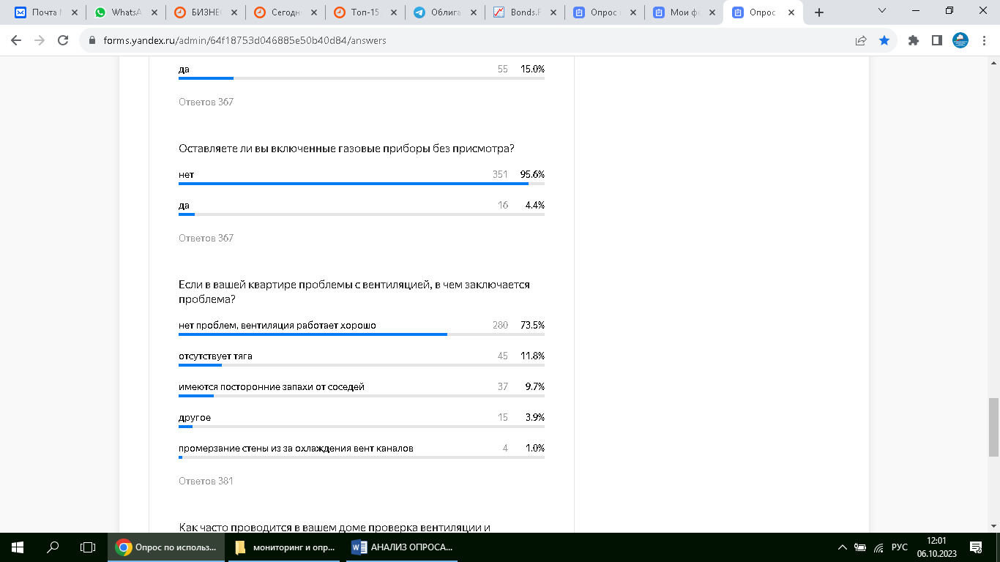 Почта
WhatsA
БИЗНЕ
Сегодн
Топ-15
Облига
Bonds.F
Опрос
Мои ф
Опрос
forms.yandex.ru/admin/64f18753d046885e50b40d84/answers
да 55 15.0%
Ответов 367
Оставляете ли вы включенные газовые приборы без присмотра?
нет 351 95.6%
да 16 4.4%
Ответов 367
Если в вашей квартире проблемы с вентиляцией, в чем заключается
проблема?
нет проблем, вентиляция работает хорошо 280 73.5%
отсутствует тяга 45 11.8%
имеются посторонние запахи от соседей 37 9.7%
другое 15 3.9%
промерзание стены из за охлаждения вент каналов 4 1.0%
Ответов 381
Как часто проводится в вашем доме проверка вентиляции и
Опрос по использ...
мониторинг и опр...
АНАЛИЗ ОПРОСА...
РУС
12:01
06.10.2023